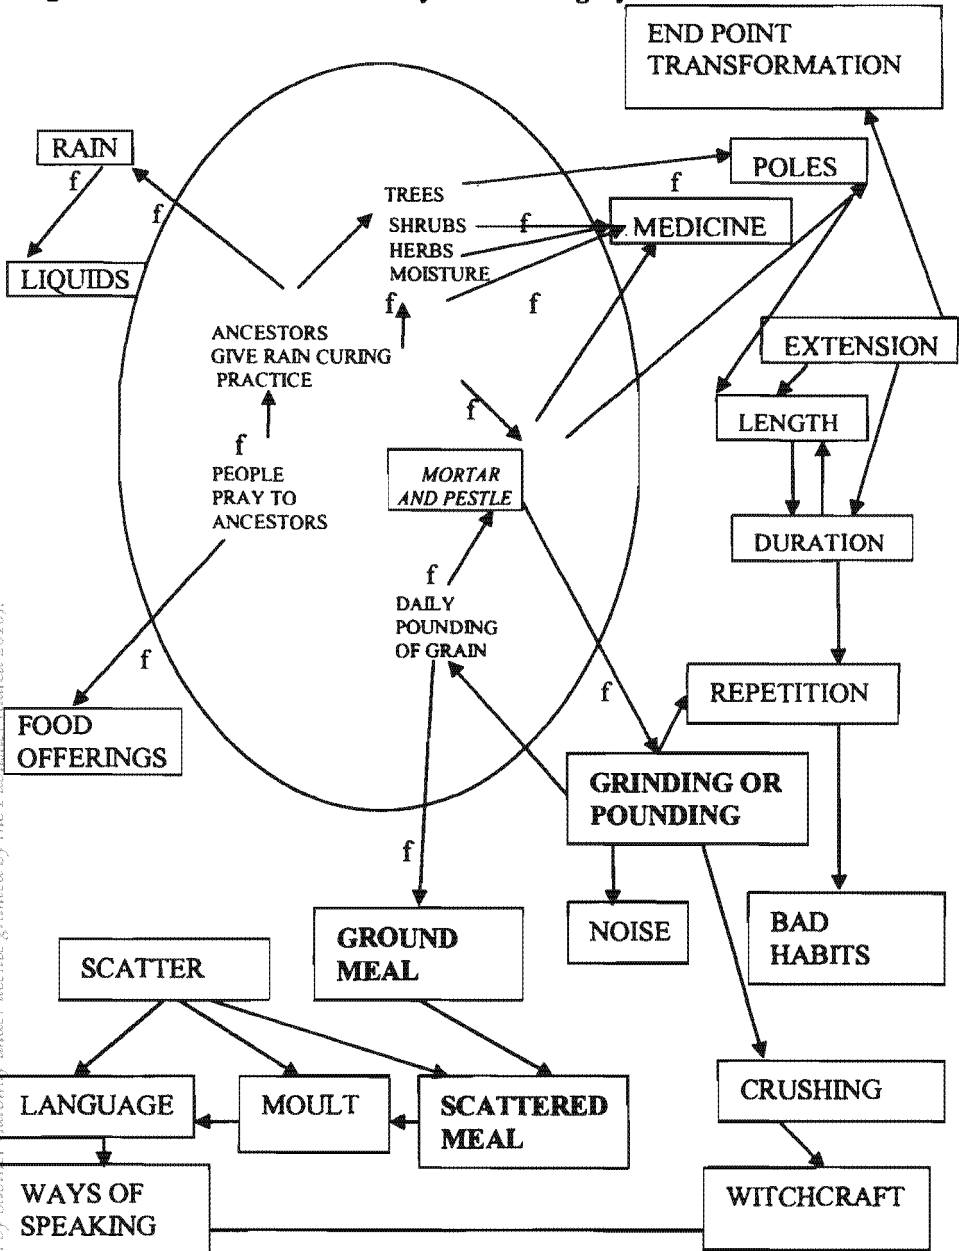 END POINT
TRANSFORMATION
RAIN
f
POLES
f
TREES
f
SHRUBS
f
MEDICINE
HERBS
MOISTURE
LIQUIDS
f
f
ANCESTORS
GIVE RAIN CURING
PRACTICE
EXTENSION
f
LENGTH
f
PEOPLE
PRAY TO
ANCESTORS
MORTAR
AND PESTLE
DURATION
f
DAILY
POUNDING
OF GRAIN
f
f
REPETITION
FOOD
OFFERINGS
GRINDING OR
POUNDING
f
NOISE
BAD
HABITS
GROUND
MEAL
SCATTER
LANGUAGE
MOULT
SCATTERED
MEAL
CRUSHING
WAYS OF
SPEAKING
WITCHCRAFT